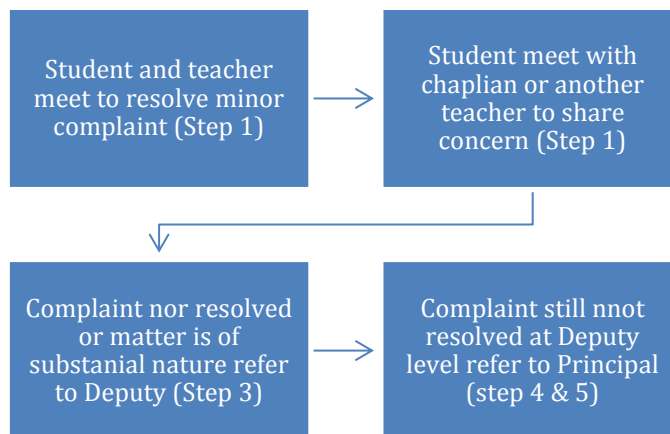 Student and teacher
meet to resolve minor
complaint (Step 1)
Student meet with
chaplian or another
teacher to share
concern (Step 1)
Complaint nor resolved
or matter is of
substanial nature refer
to Deputy (Step 3)
Complaint still nnot
resolved at Deputy
level refer to Principal
(step 4 & 5)